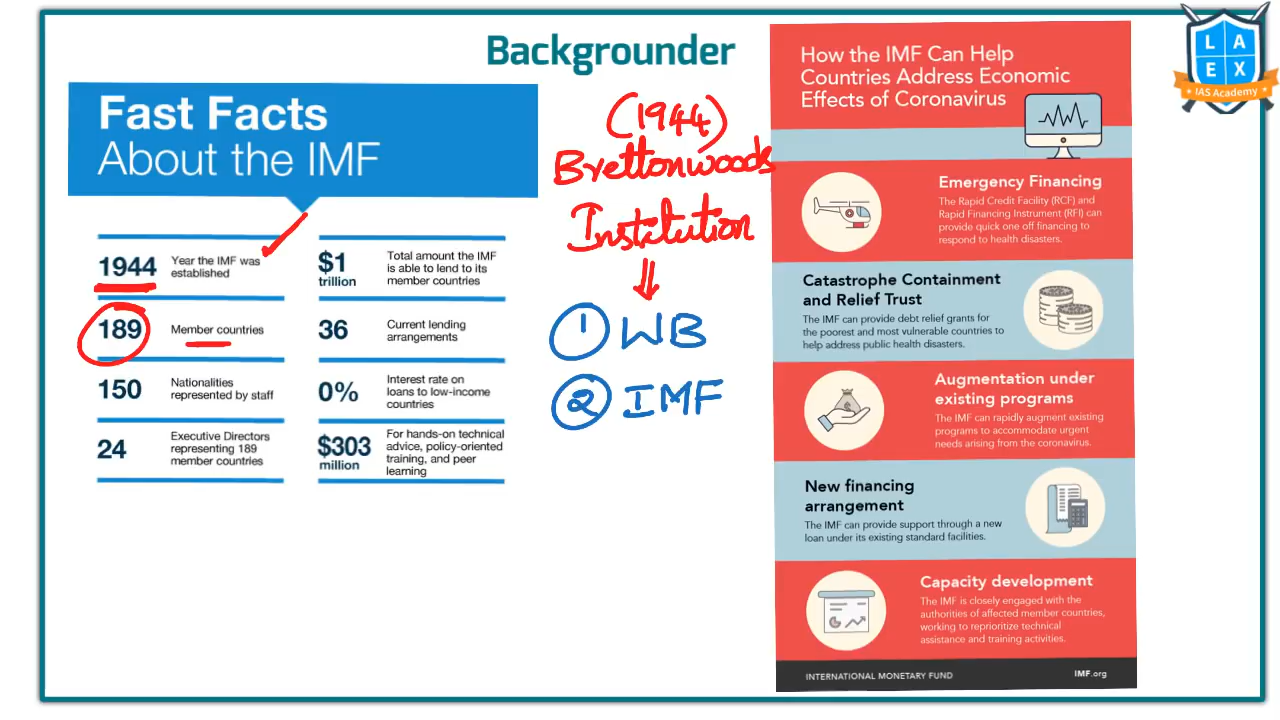 Backgrounder
Fast Facts
About the IMF
1944
Year the IMF was
established
$1
trillion
Total amount the IMF
is able to lend to its
member countries
189
Member countries
36
Current lending
arrangements
150
Nationalities
represented by staff
0%
Interest rate on
loans to low-income
countries
24
Executive Directors
representing 189
member countries
$303
million
For hands-on technical
advice, policy-oriented
training, and peer
learning
(1944)
Brettonwoods
Institution
1 WB
2 IMF
How the IMF Can Help
Countries Address Economic
Effects of Coronavirus
Emergency Financing
The Rapid Credit Facility (RCF) and
Rapid Financing Instrument (RFI) can
provide quick one off financing to
respond to health disasters.
Catastrophe Containment
and Relief Trust
The IMF can provide debt relief grants for
the poorest and most vulnerable countries to
help address public health disasters.
Augmentation under
existing programs
The IMF can rapidly augment existing
programs to accommodate urgent
needs arising from the coronavirus.
New financing
arrangement
The IMF can provide support through a new
loan under its existing standard facilities.
Capacity development
The IMF is closely engaged with the
authorities of affected member countries,
working to reprioritize technical
assistance and training activities.
INTERNATIONAL MONETARY FUND
IMF.org
L A
E X
IAS Academy